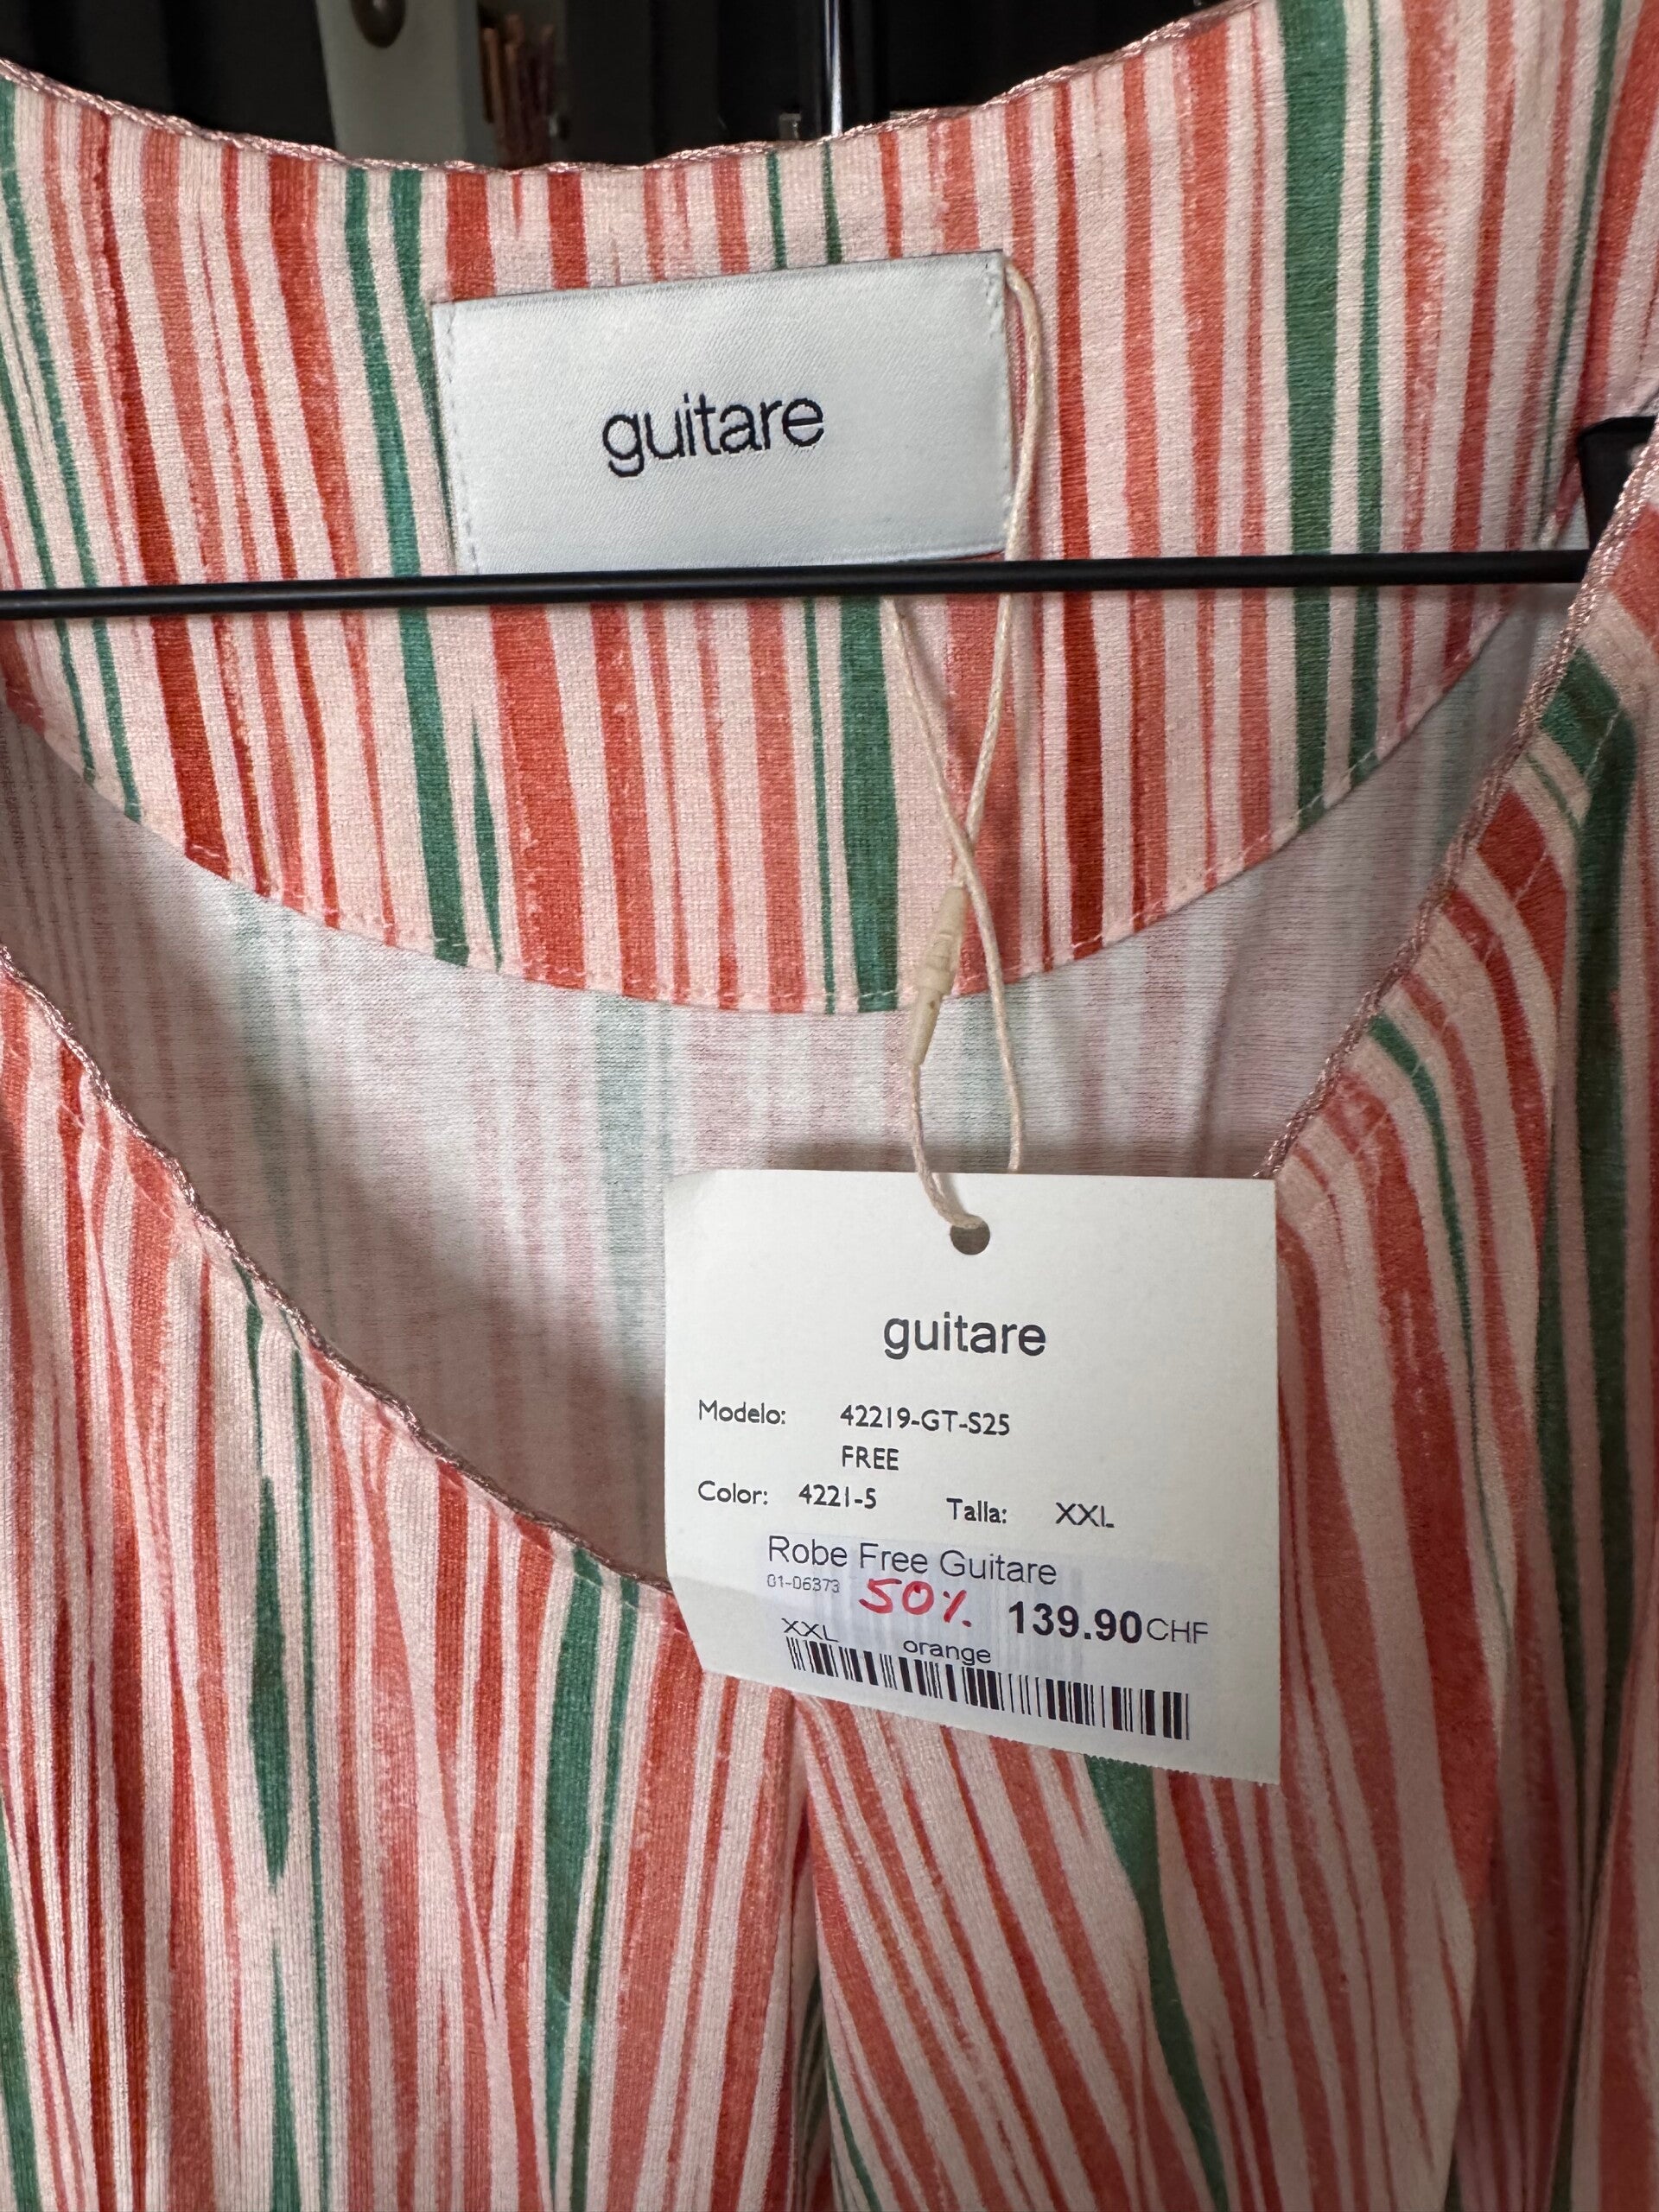 guitare
guitare
Modelo: 42219-GT-S25
FREE
Color: 4221-5 Talla: XXL
Robe Free Guitare
01-06373 50% 139.90CHF
XXL orange